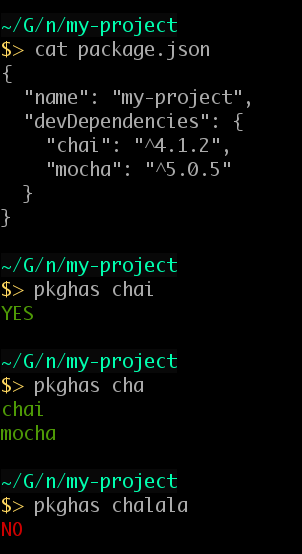 ~/G/n/my-project
$> cat package.json
{
  "name": "my-project",
  "devDependencies": {
    "chai": "^4.1.2",
    "mocha": "^5.0.5"
  }
}

~/G/n/my-project
$> pkghas chai
YES

~/G/n/my-project
$> pkghas cha
chai
mocha

~/G/n/my-project
$> pkghas chalala
NO